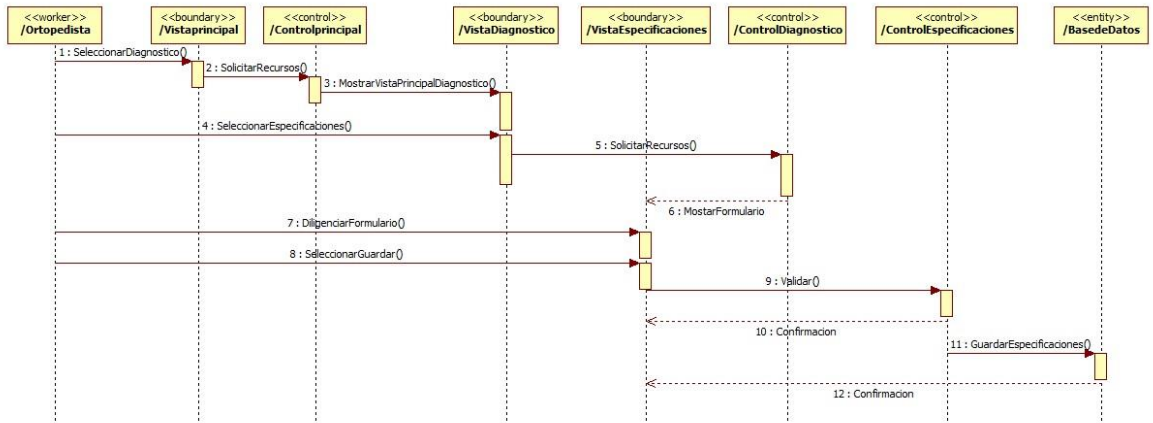 <<worker>>
/Ortopedista
<<boundary>>
/Vistaprincipal
<<control>>
/Controlprincipal
<<boundary>>
/VistaDiagnostico
<<boundary>>
/VistaEspecificaciones
<<control>>
/ControlDiagnostico
<<control>>
/ControlEspecificaciones
<<entity>>
/BasedeDatos
1 : SeleccionarDiagnostico()
2 : SolicitarRecursos()
3 : MostrarVistaPrincipalDiagnostico()
4 : SeleccionarEspecificaciones()
5 : SolicitarRecursos()
6 : MostarFormulario
7 : DiligenciarFormulario()
8 : SeleccionarGuardar()
9 : Validar()
10 : Confirmacion
11 : GuardarEspecificaciones()
12 : Confirmacion